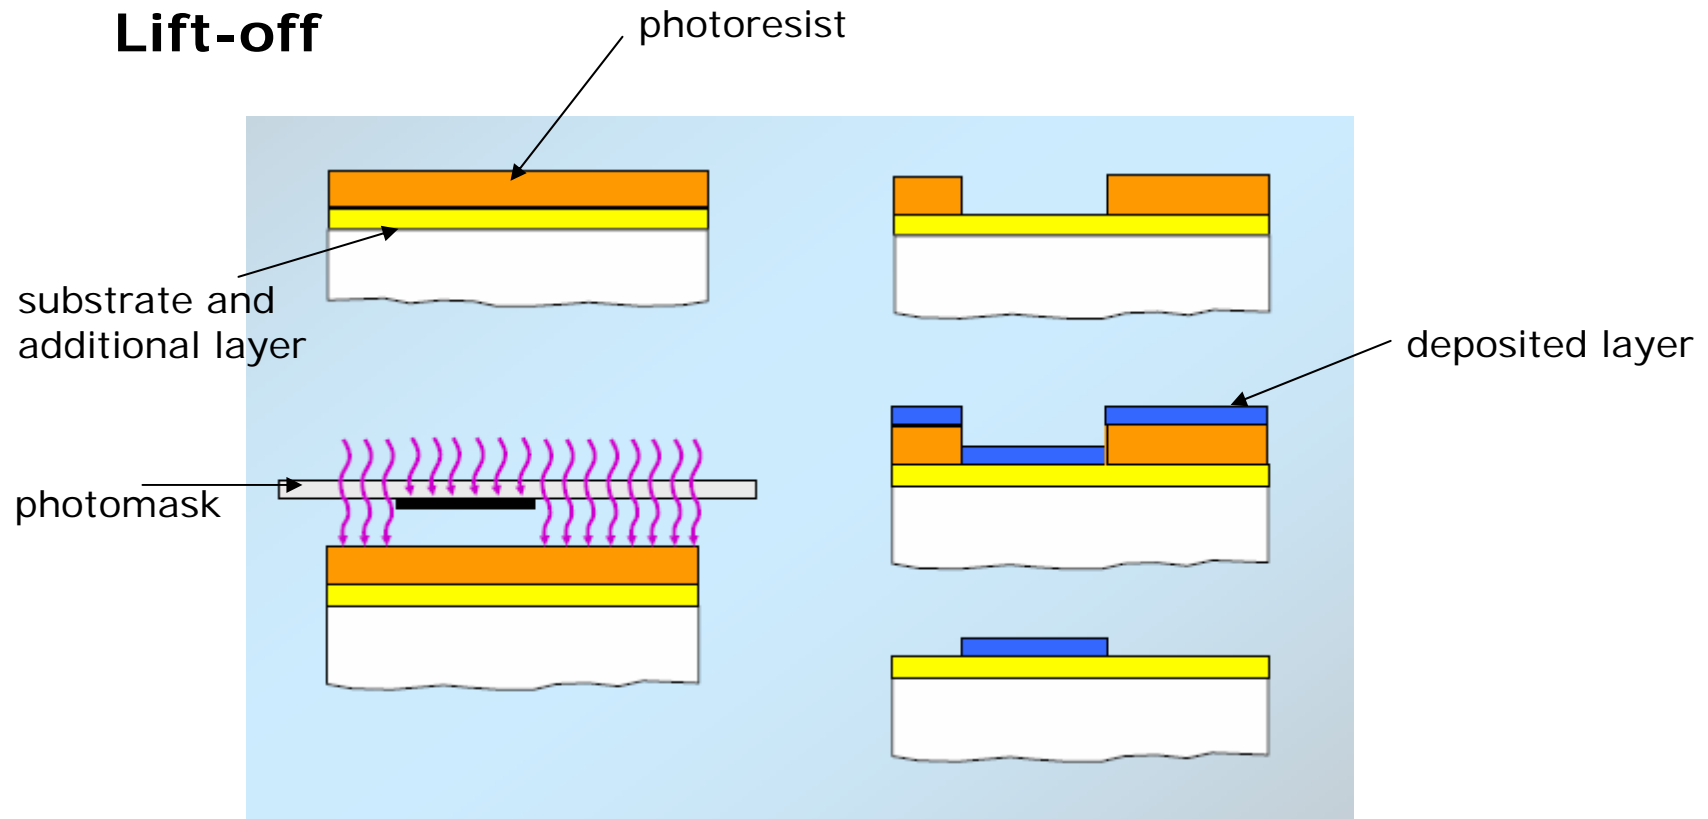 Lift-off
photoresist
substrate and
additional layer
deposited layer
photomask